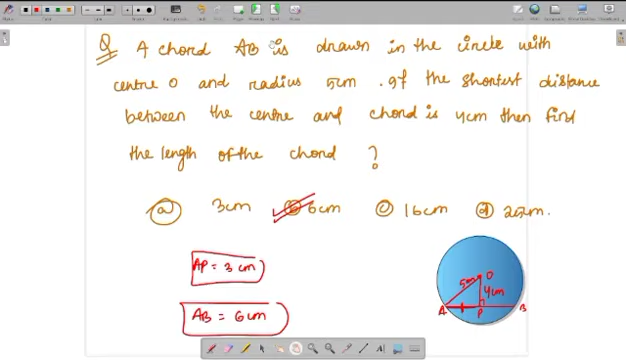 Q A chord AB is drawn in the circle with
centre O and radius 5cm . If the shortest distance
between the centre and chord is 4cm then find
the length of the chord ?
(a) 3cm (b) 6cm (c) 16cm (d)
AP = 3 cm
AB = 6cm
O
5cm
4cm
A P B